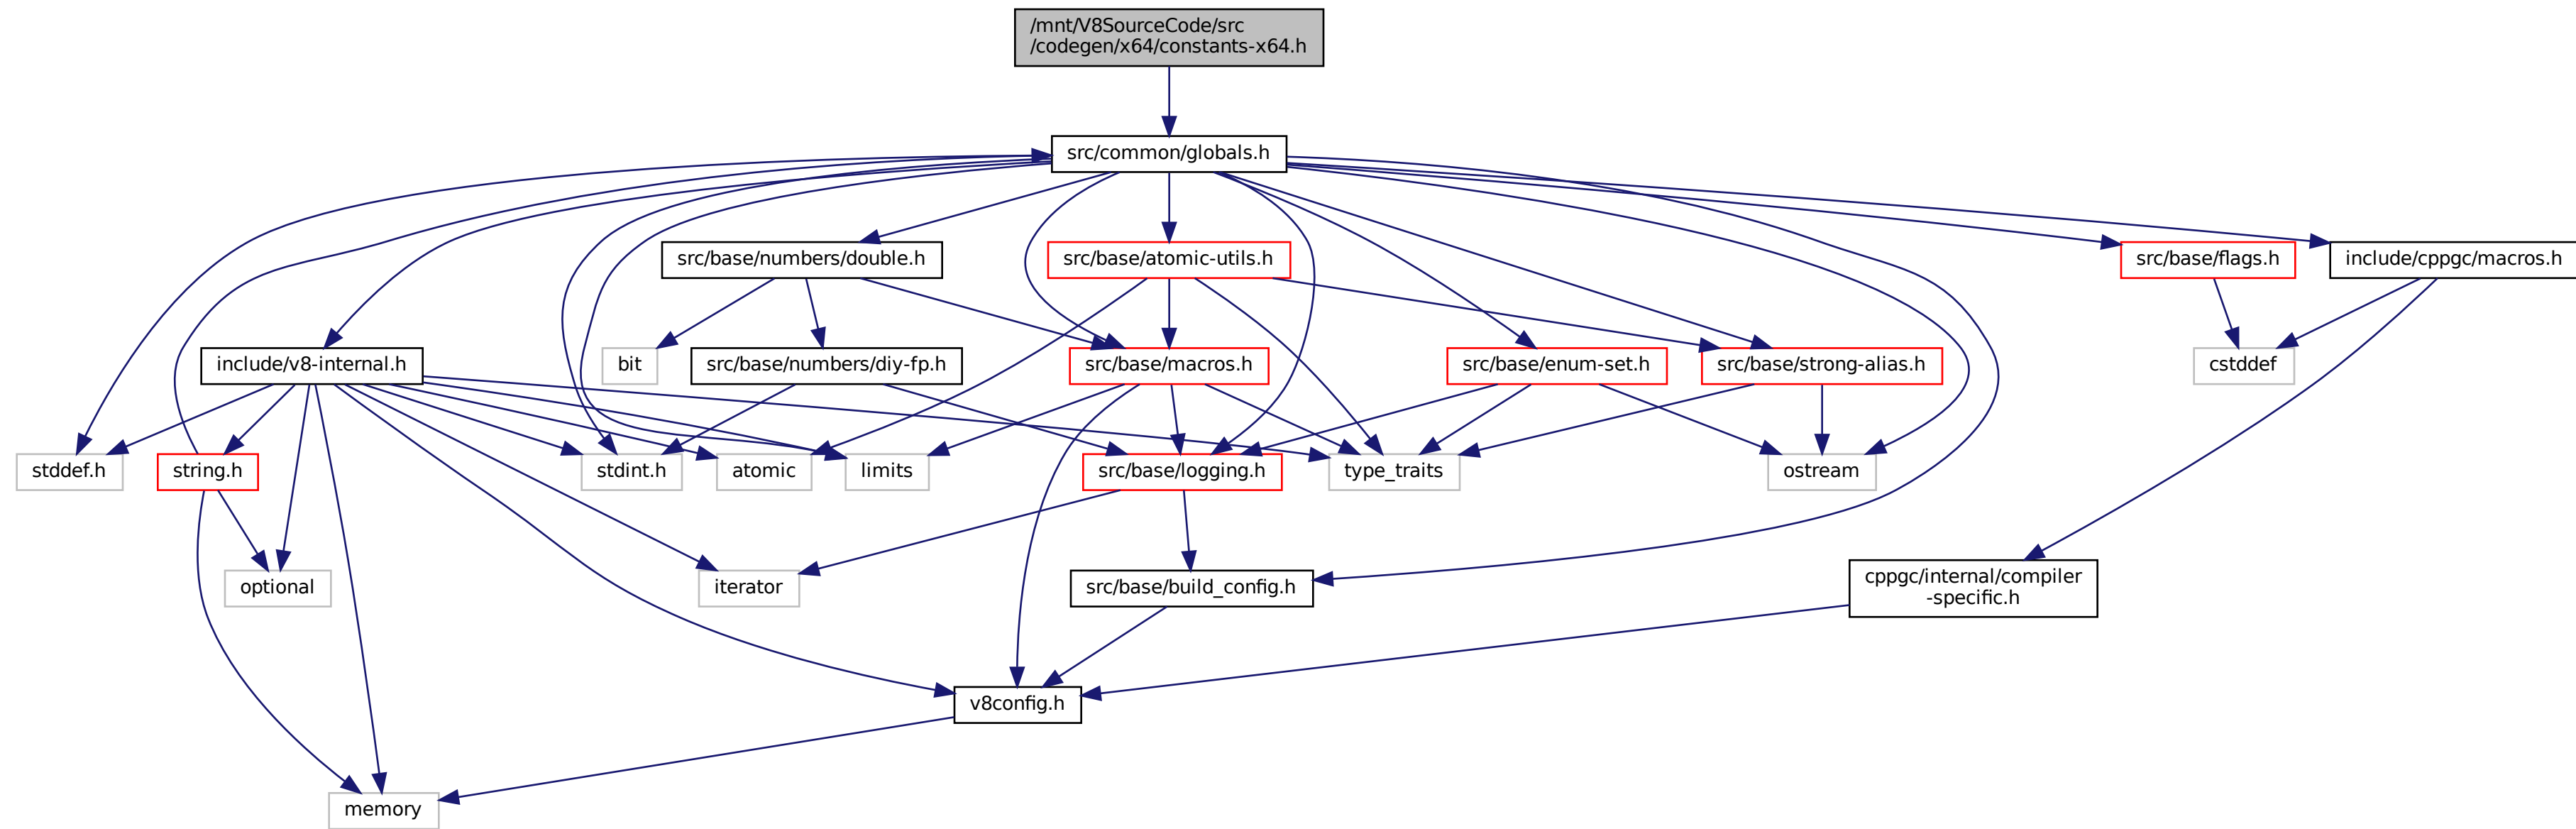 /mnt/V8SourceCode/src
/codegen/x64/constants-x64.h
src/common/globals.h
src/base/numbers/double.h
src/base/atomic-utils.h
src/base/flags.h
include/cppgc/macros.h
include/v8-internal.h
bit
src/base/numbers/diy-fp.h
src/base/macros.h
src/base/enum-set.h
src/base/strong-alias.h
cstddef
stddef.h
string.h
stdint.h
atomic
limits
src/base/logging.h
type_traits
ostream
optional
iterator
src/base/build_config.h
cppgc/internal/compiler
-specific.h
v8config.h
memory